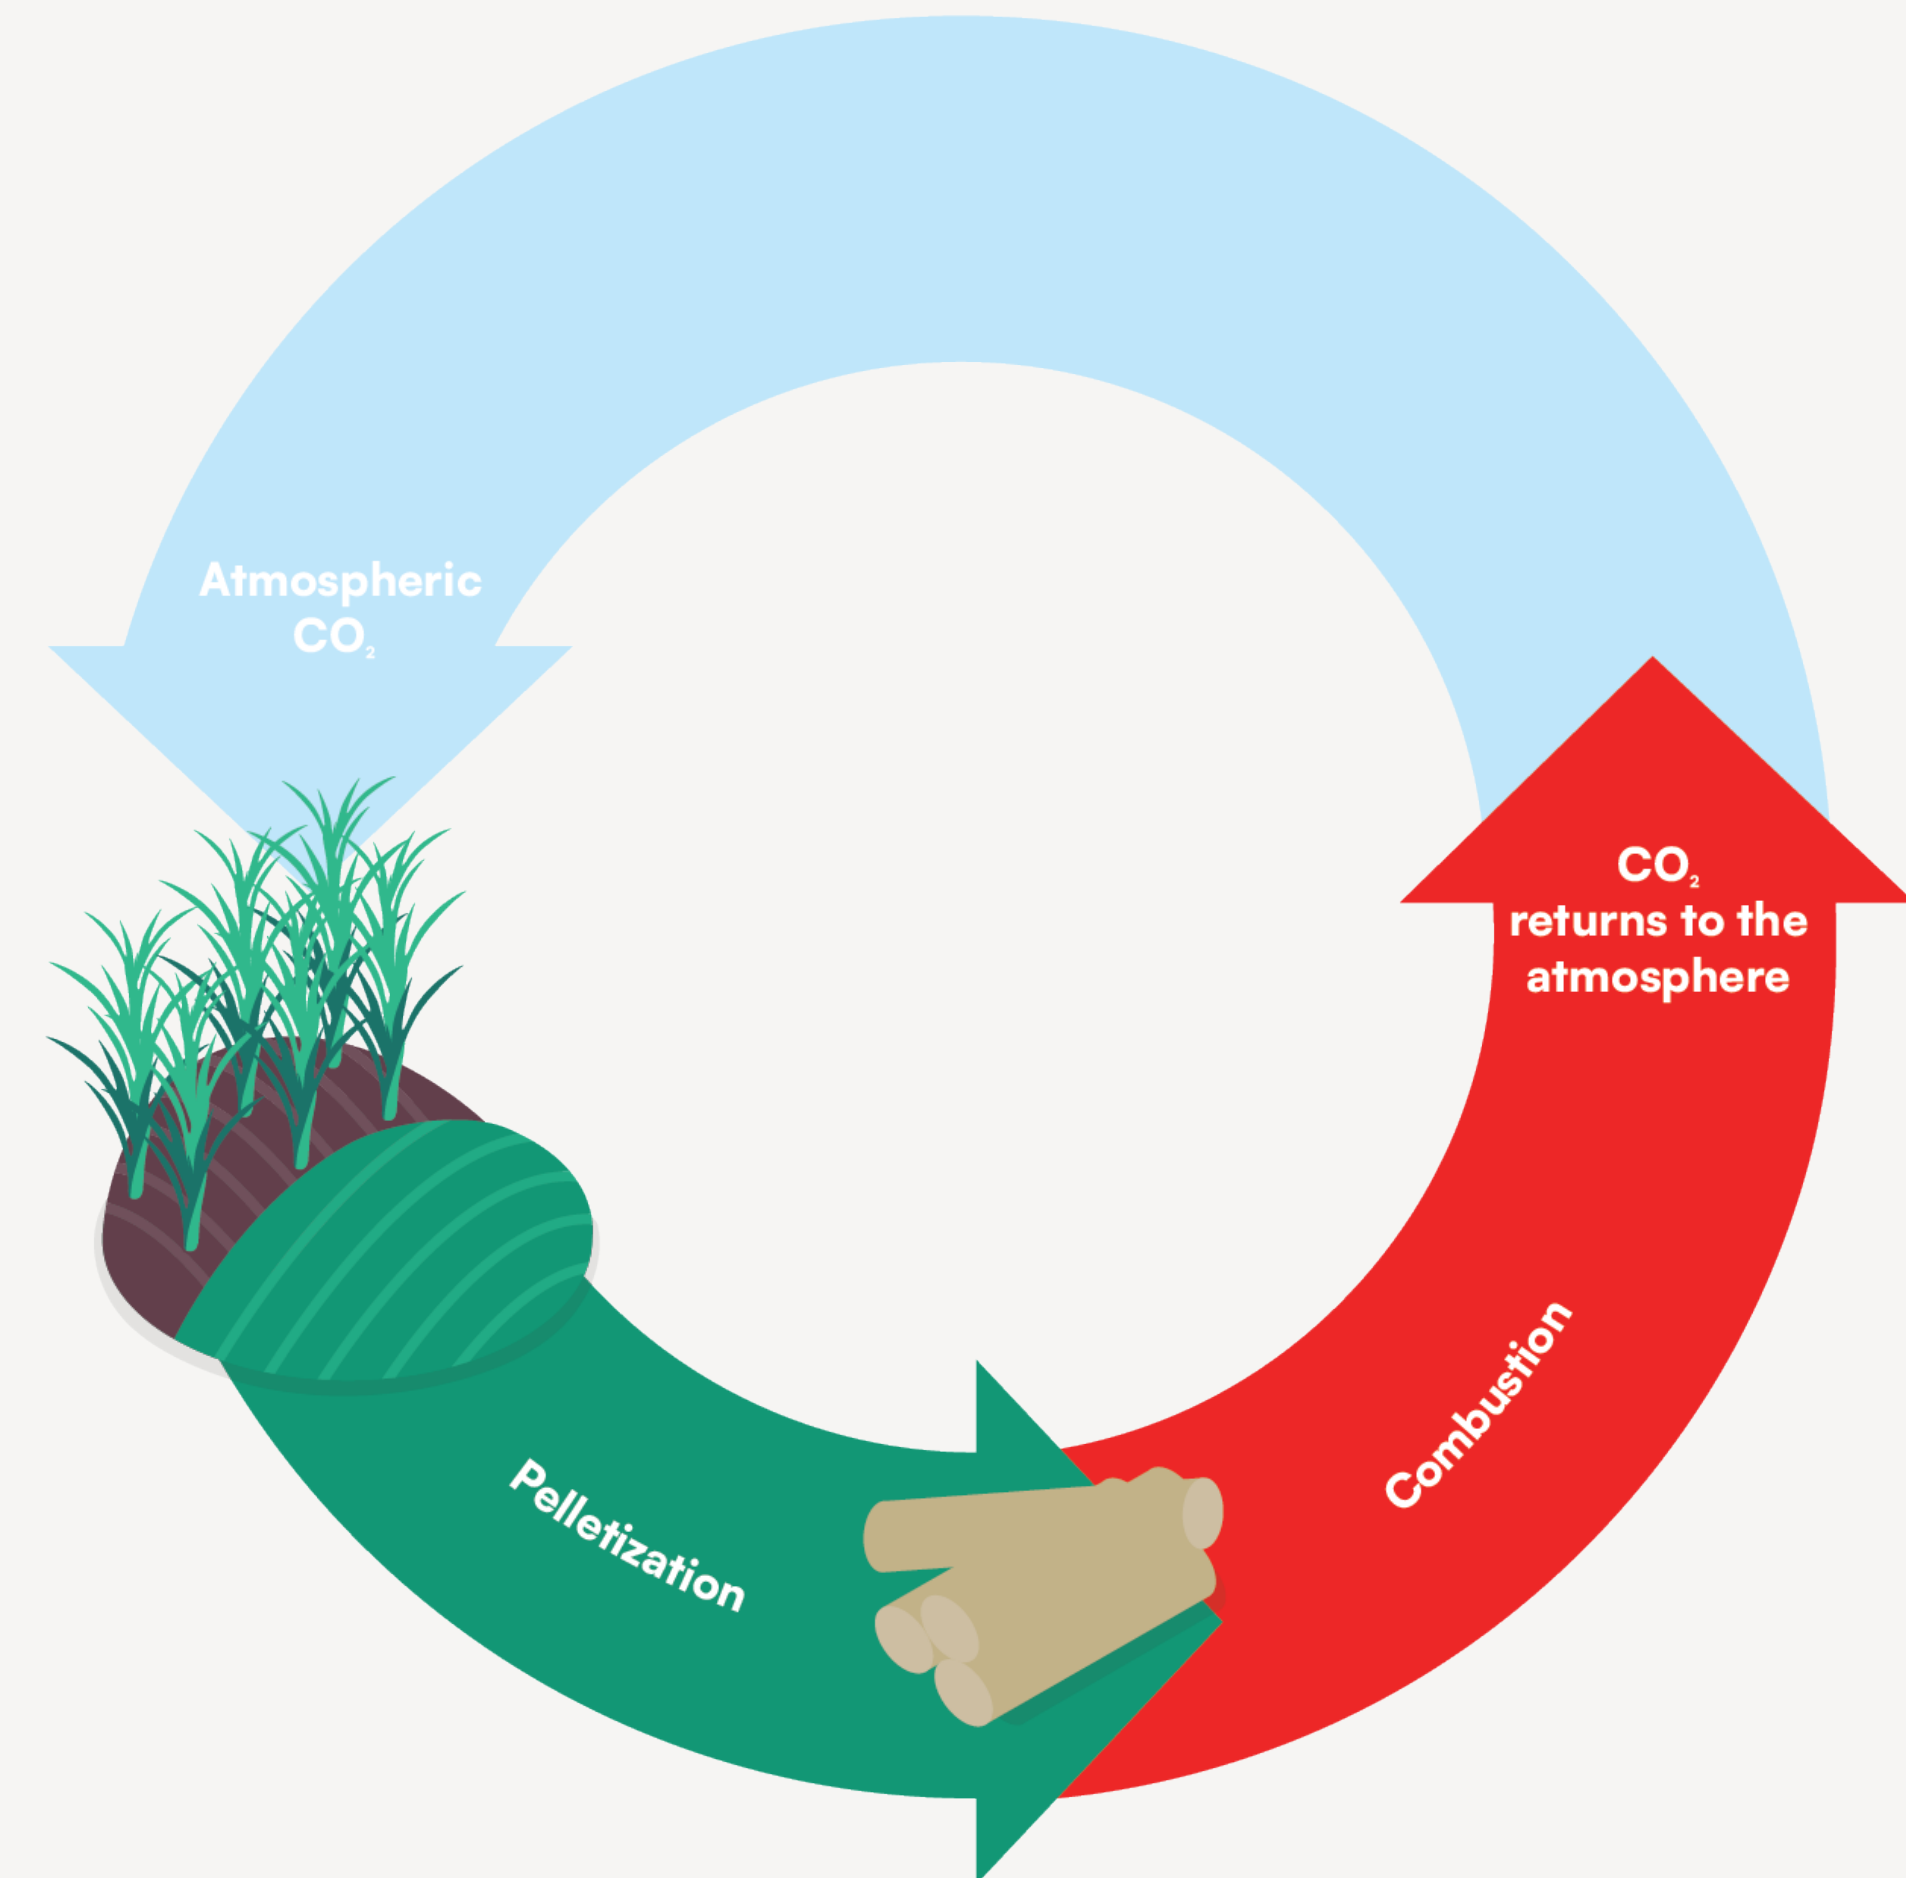 Atmospheric
CO₂
CO₂
returns to the
atmosphere
Combustion
Pelletization